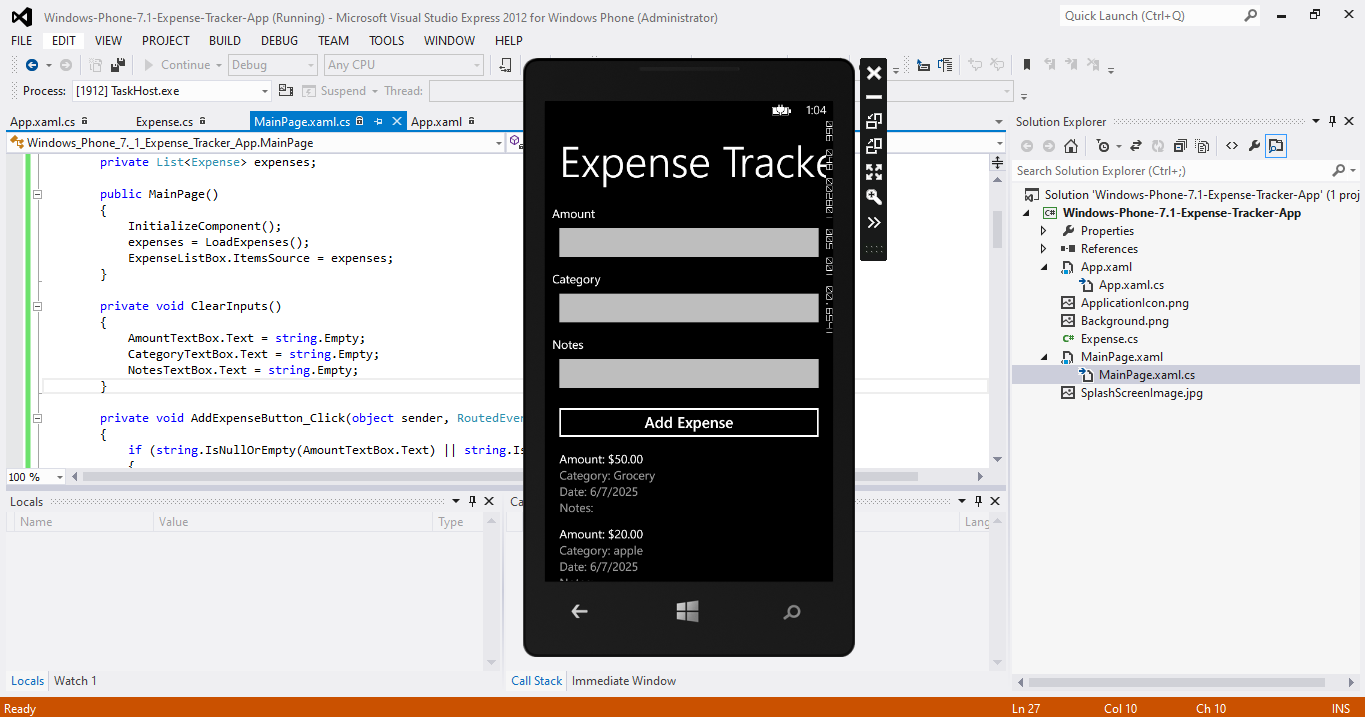 Windows-Phone-7.1-Expense-Tracker-App (Running) - Microsoft Visual Studio Express 2012 for Windows Phone (Administrator)
Quick Launch (Ctrl+Q)
FILE EDIT VIEW PROJECT BUILD DEBUG TEAM TOOLS WINDOW HELP
Continue Debug Any CPU
Process: [1912] TaskHost.exe Suspend Thread:
App.xaml.cs Expense.cs MainPage.xaml.cs App.xaml
Windows_Phone_7._1_Expense_Tracker_App.MainPage
private List<Expense> expenses;
public MainPage()
{
InitializeComponent();
expenses = LoadExpenses();
ExpenseListBox.ItemsSource = expenses;
}
private void ClearInputs()
{
AmountTextBox.Text = string.Empty;
CategoryTextBox.Text = string.Empty;
NotesTextBox.Text = string.Empty;
}
private void AddExpenseButton_Click(object sender, RoutedEver
{
if (string.IsNullOrEmpty(AmountTextBox.Text) || string.Is
{
100 %
Locals
Name Value Type
Locals Watch 1
1:04
Expense Tracke
Amount
Category
Notes
Add Expense
Amount: $50.00
Category: Grocery
Date: 6/7/2025
Notes:
Amount: $20.00
Category: apple
Date: 6/7/2025
Ca
Lang
Call Stack Immediate Window
Solution Explorer
Search Solution Explorer (Ctrl+;)
Solution 'Windows-Phone-7.1-Expense-Tracker-App' (1 proj
Windows-Phone-7.1-Expense-Tracker-App
Properties
References
App.xaml
App.xaml.cs
ApplicationIcon.png
Background.png
Expense.cs
MainPage.xaml
MainPage.xaml.cs
SplashScreenImage.jpg
Ready Ln 27 Col 10 Ch 10 INS